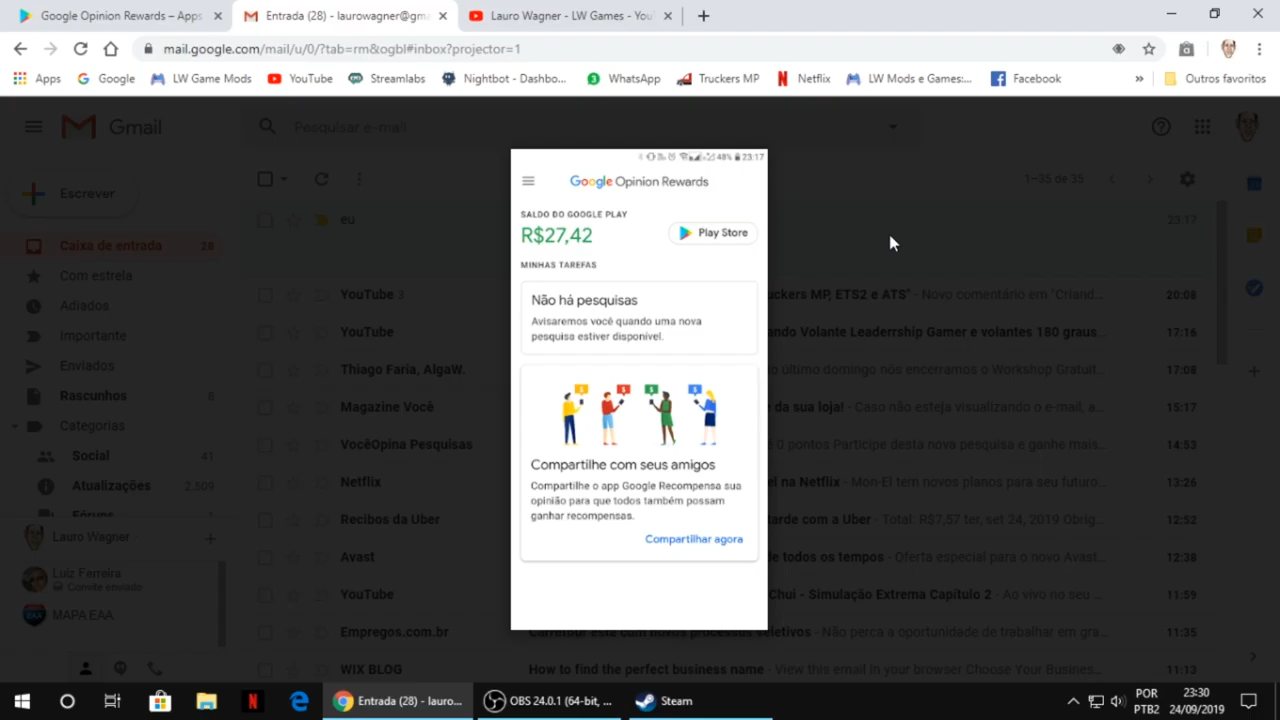 Google Opinion Rewards – Apps
Entrada (28) - laurowagner@gma
Lauro Wagner - LW Games - You
mail.google.com/mail/u/0/?tab=rm&ogbl#inbox?projector=1
Apps
Google
LW Game Mods
YouTube
Streamlabs
Nightbot - Dashbo...
WhatsApp
Truckers MP
Netflix
LW Mods e Games:...
Facebook
»
Outros favoritos
Gmail
Pesquisar e-mail
Escrever
1–35 de 35
Caixa de entrada 28
Com estrela
Adiados
Importante
Enviados
Rascunhos 8
Categorias
Social 41
Atualizações 2.509
Fóruns
Lauro Wagner
Luiz Ferreira
Convite enviado
MAPA EAA
eu 23:17
YouTube 3 uckers MP, ETS2 e ATS" - Novo comentário em "Criand... 20:08
YouTube ando Volante Leaderrship Gamer e volantes 180 graus 17:16
Thiago Faria, AlgaW. último domingo nós encerramos o Workshop Gratuit... 17:08
Magazine Você da sua loja! - Caso não esteja visualizando o e-mail, a... 15:17
VocêOpina Pesquisas 0 pontos Participe desta nova pesquisa e ganhe mais... 14:53
Netflix el na Netflix - Mon-El tem novos planos para seu futuro... 13:26
Recibos da Uber tarde com a Uber - Total R$7,57 ter, set 24, 2019 Obrig... 12:52
Avast de todos os tempos - Oferta especial para o novo Avast... 12:38
YouTube Chui - Simulação Extrema Capítulo 2 - Ao vivo no seu ... 11:59
Empregos.com.br Carrefour este com novos processos seletivos - Não perca a oportunidade de trabalhar em gra... 11:35
WIX BLOG How to find the perfect business name - View this email in your browser Choose Your Busines... 11:13
48% 23:17
Google Opinion Rewards
SALDO DO GOOGLE PLAY
R$27,42
Play Store
MINHAS TAREFAS
Não há pesquisas
Avisaremos você quando uma nova
pesquisa estiver disponível.
Compartilhe com seus amigos
Compartilhe o app Google Recompensa sua
opinião para que todos também possam
ganhar recompensas.
Compartilhar agora
Entrada (28) - lauro...
OBS 24.0.1 (64-bit, ...
Steam
POR
PTB2
23:30
24/09/2019